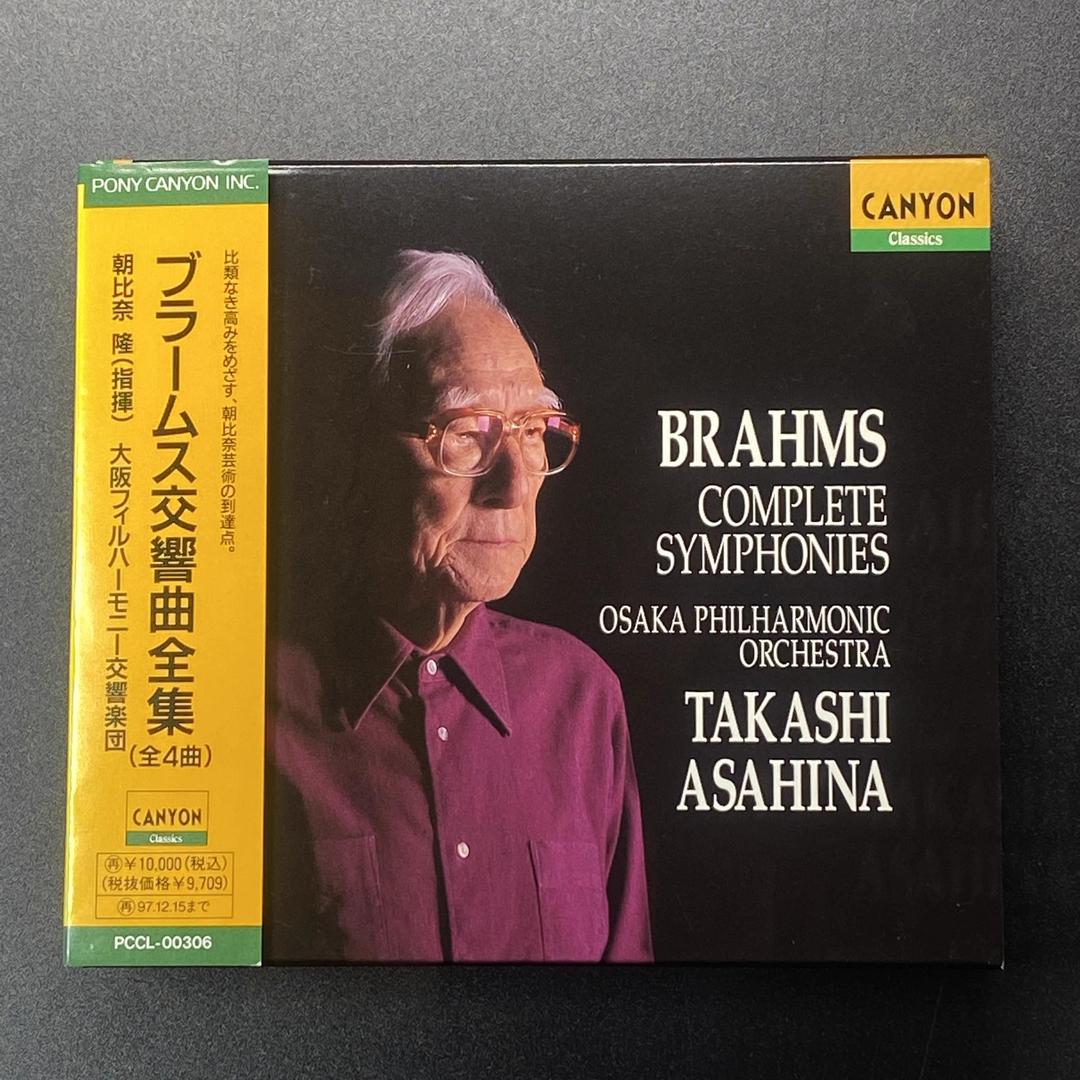 PONY CANYON INC.
比類なき高みをめざす、朝比奈芸術の到達点。
ブラームス交響曲全集
(全4曲)
朝比奈 隆(指揮) 大阪フィルハーモニー交響楽団
CANYON
Classics
再¥10,000(税込)
(税抜価格¥9,709)
再97.12.15まで
PCCL-00306
CANYON
Classics
BRAHMS
COMPLETE
SYMPHONIES
OSAKA PHILHARMONIC
ORCHESTRA
TAKASHI
ASAHINA